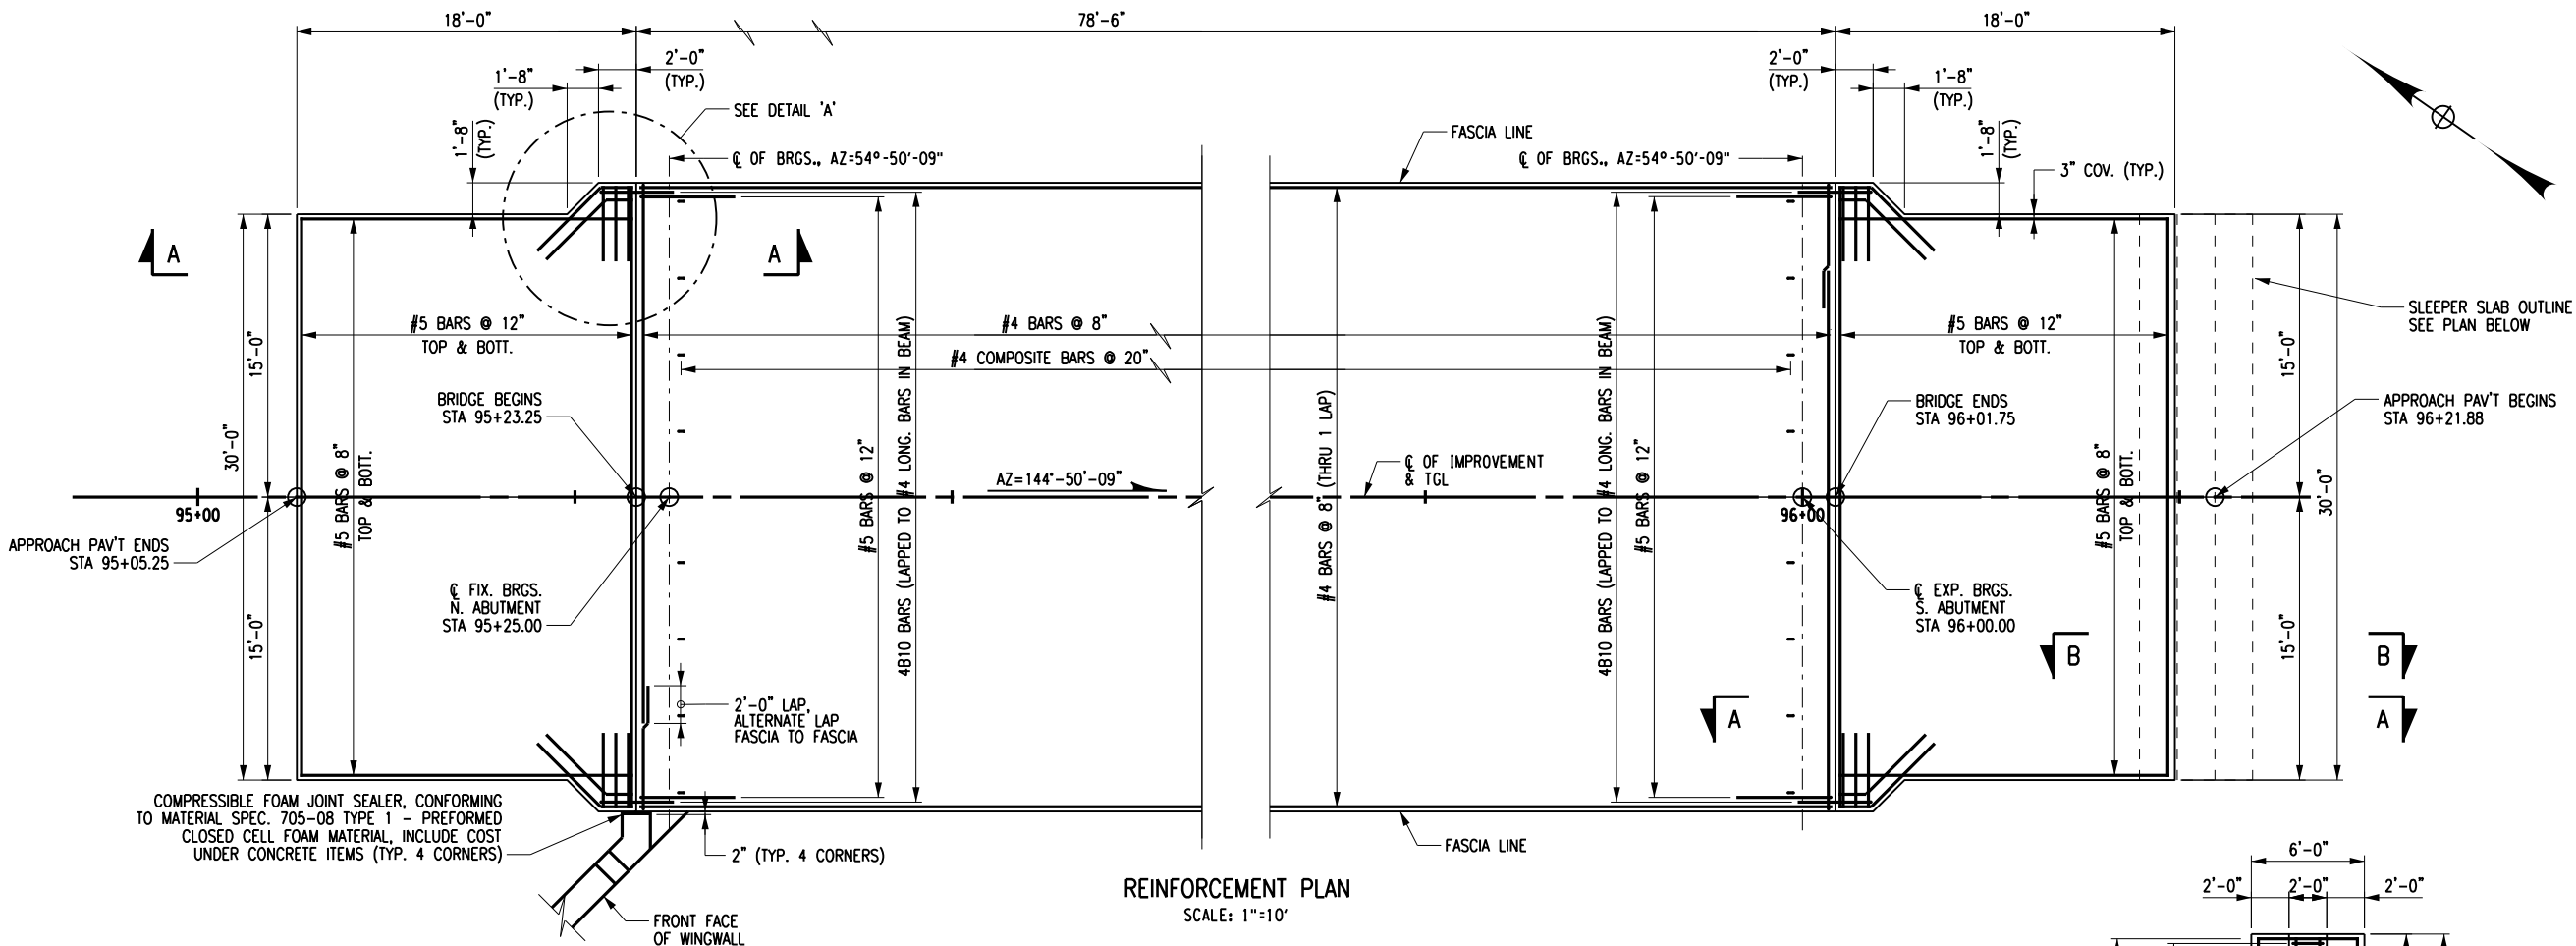 18'-0"
78'-6"
18'-0"
1'-8"
(TYP.)
2'-0"
(TYP.)
2'-0"
(TYP.)
1'-8"
(TYP.)
SEE DETAIL 'A'
1'-8"
(TYP.)
FASCIA LINE
1'-8"
(TYP.)
℄ OF BRGS., AZ=54°-50'-09"
℄ OF BRGS., AZ=54°-50'-09"
3" COV. (TYP.)
A
A
#5 BARS @ 12"
TOP & BOTT.
#4 BARS @ 8"
#4 COMPOSITE BARS @ 20"
#5 BARS @ 12"
TOP & BOTT.
SLEEPER SLAB OUTLINE
SEE PLAN BELOW
15'-0"
30'-0"
15'-0"
#5 BARS @ 8"
TOP & BOTT.
BRIDGE BEGINS
STA 95+23.25
#5 BARS @ 12"
4B10 BARS (LAPPED TO #4 LONG. BARS IN BEAM)
#4 BARS @ 8" (THRU 1 LAP)
4B10 BARS (LAPPED TO #4 LONG. BARS IN BEAM)
#5 BARS @ 12"
BRIDGE ENDS
STA 96+01.75
#5 BARS @ 8"
TOP & BOTT.
15'-0"
30'-0"
15'-0"
APPROACH PAV'T BEGINS
STA 96+21.88
AZ=144°-50'-09"
℄ OF IMPROVEMENT
& TGL
95+00
96+00
APPROACH PAV'T ENDS
STA 95+05.25
℄ FIX. BRGS.
N. ABUTMENT
STA 95+25.00
℄ EXP. BRGS.
S. ABUTMENT
STA 96+00.00
B
B
A
A
2'-0" LAP,
ALTERNATE LAP
FASCIA TO FASCIA
COMPRESSIBLE FOAM JOINT SEALER, CONFORMING
TO MATERIAL SPEC. 705-08 TYPE 1 - PREFORMED
CLOSED CELL FOAM MATERIAL, INCLUDE COST
UNDER CONCRETE ITEMS (TYP. 4 CORNERS)
2" (TYP. 4 CORNERS)
FASCIA LINE
FRONT FACE
OF WINGWALL
REINFORCEMENT PLAN
SCALE: 1"=10'
6'-0"
2'-0"
2'-0"
2'-0"